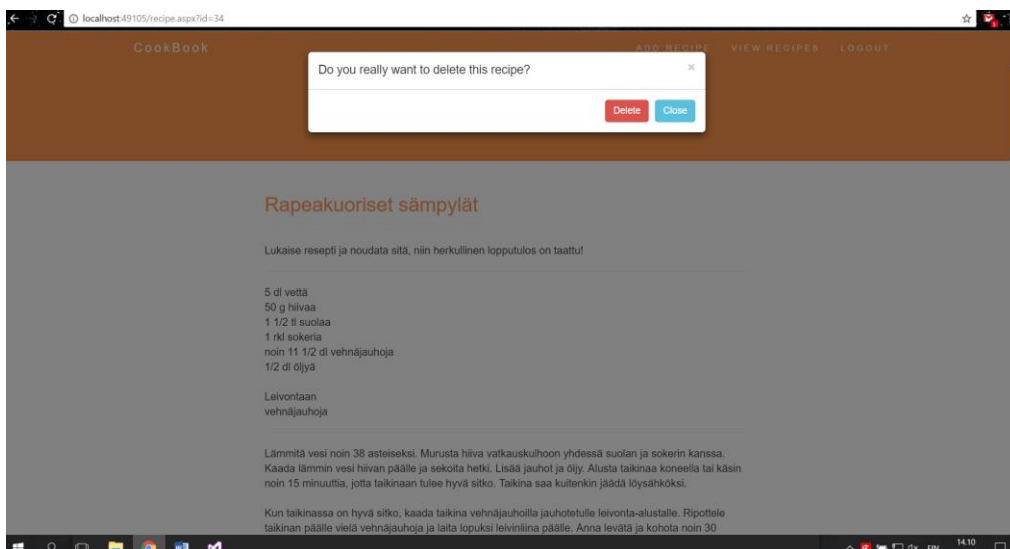 localhost:49105/recipe.aspx?id=34
CookBook
ADD RECIPE VIEW RECIPES LOGOUT
Do you really want to delete this recipe?
×
Delete Close
Rapeakuoriset sämpylät
Lukaise resepti ja noudata sitä, niin herkullinen lopputulos on taattu!
5 dl vettä
50 g hiivaa
1 1/2 tl suolaa
1 rkl sokeria
noin 11 1/2 dl vehnäjauhoja
1/2 dl öljyä
Leivontaan
vehnäjauhoja
Lämmitä vesi noin 38 asteiseksi. Murusta hiiva vatkauskulhoon yhdessä suolan ja sokerin kanssa.
Kaada lämmin vesi hiivan päälle ja sekoita hetki. Lisää jauhot ja öljy. Alusta taikinaa koneella tai käsin
noin 15 minuuttia, jotta taikinaan tulee hyvä sitko. Taikina saa kuitenkin jäädä löysähköksi.
Kun taikinassa on hyvä sitko, kaada taikina vehnäjauhoilla jauhotetulle leivonta-alustalle. Ripottele
taikinan päälle vielä vehnäjauhoja ja laita lopuksi leivinliina päälle. Anna levätä ja kohota noin 30
FIN 14.10